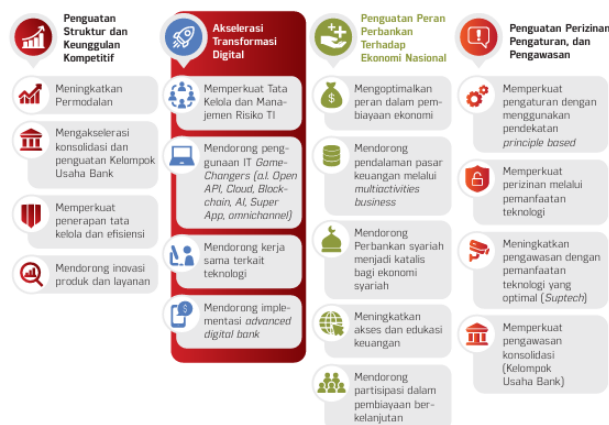 Penguatan
Struktur dan
Keunggulan
Kompetitif
Meningkatkan
Permodalan
Mengakselerasi
konsolidasi dan
penguatan Kelompok
Usaha Bank
Memperkuat
penerapan tata
kelola dan efisiensi
Mendorong inovasi
produk dan layanan
Akselerasi
Transformasi
Digital
Memperkuat Tata
Kelola dan Mana-
jemen Risiko TI
Mendorong peng-
gunaan IT Game-
Changers (a.l. Open
API, Cloud, Block-
chain, AI, Super
App, omnichannel)
Mendorong kerja
sama terkait
teknologi
Mendorong imple-
mentasi advanced
digital bank
Penguatan Peran
Perbankan
Terhadap
Ekonomi Nasional
Mengoptimalkan
peran dalam pem-
biayaan ekonomi
Mendorong
pendalaman pasar
keuangan melalui
multiactivities
business
Mendorong
Perbankan syariah
menjadi katalis
bagi ekonomi
syariah
Meningkatkan
akses dan edukasi
keuangan
Mendorong
partisipasi dalam
pembiayaan ber-
kelanjutan
Penguatan Perizinan
Pengaturan, dan
Pengawasan
Memperkuat
pengaturan dengan
menggunakan
pendekatan
principle based
Memperkuat
perizinan melalui
pemanfaatan
teknologi
Meningkatkan
pengawasan dengan
pemanfaatan
teknologi yang
optimal (Suptech)
Memperkuat
pengawasan
konsolidasi
(Kelompok
Usaha Bank)